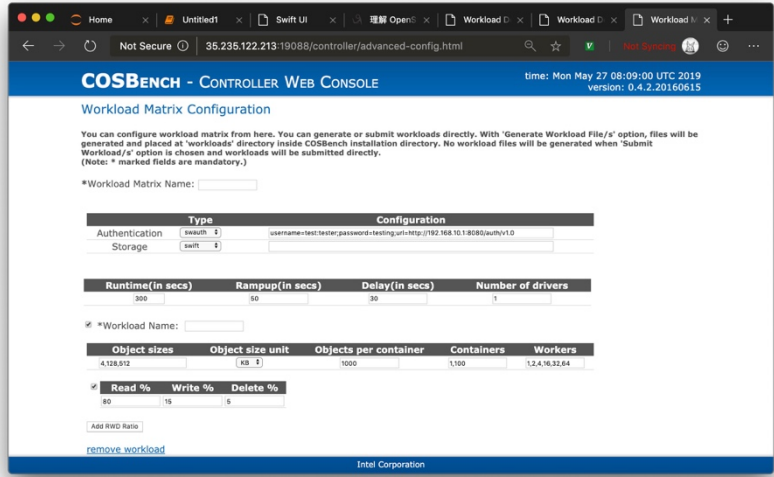 Home
Untitled1
Swift UI
理解 OpenS
Workload D
Workload D
Workload M
Not Secure
35.235.122.213:19088/controller/advanced-config.html
Not Syncing
COSBENCH - CONTROLLER WEB CONSOLE
time: Mon May 27 08:09:00 UTC 2019
version: 0.4.2.20160615
Workload Matrix Configuration
You can configure workload matrix from here. You can generate or submit workloads directly. With 'Generate Workload File/s' option, files will be
generated and placed at 'workloads' directory inside COSBench installation directory. No workload files will be generated when 'Submit
Workload/s' option is chosen and workloads will be submitted directly.
(Note: * marked fields are mandatory.)
*Workload Matrix Name:
Type Configuration
Authentication swauth username=test:tester;password=testing;url=http://192.168.10.1:8080/auth/v1.0
Storage swift
Runtime(in secs) Rampup(in secs) Delay(in secs) Number of drivers
300 50 30 1
*Workload Name:
Object sizes Object size unit Objects per container Containers Workers
4,128,512 KB 1000 1,100 1,2,4,16,32,64
Read % Write % Delete %
80 15 5
Add RWD Ratio
remove workload
Intel Corporation